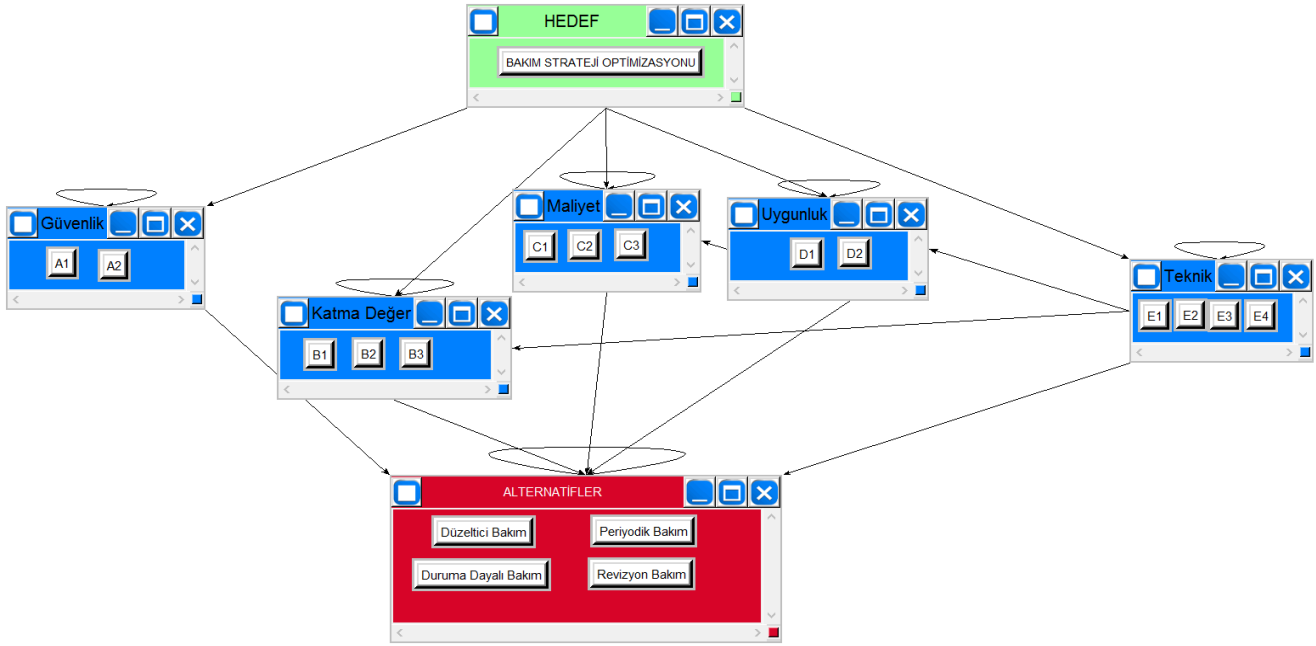 HEDEF
BAKIM STRATEJİ OPTİMİZASYONU
Güvenlik
A1
A2
Maliyet
C1
C2
C3
Uygunluk
D1
D2
Teknik
E1
E2
E3
E4
Katma Değer
B1
B2
B3
ALTERNATİFLER
Düzeltici Bakım
Periyodik Bakım
Duruma Dayalı Bakım
Revizyon Bakım